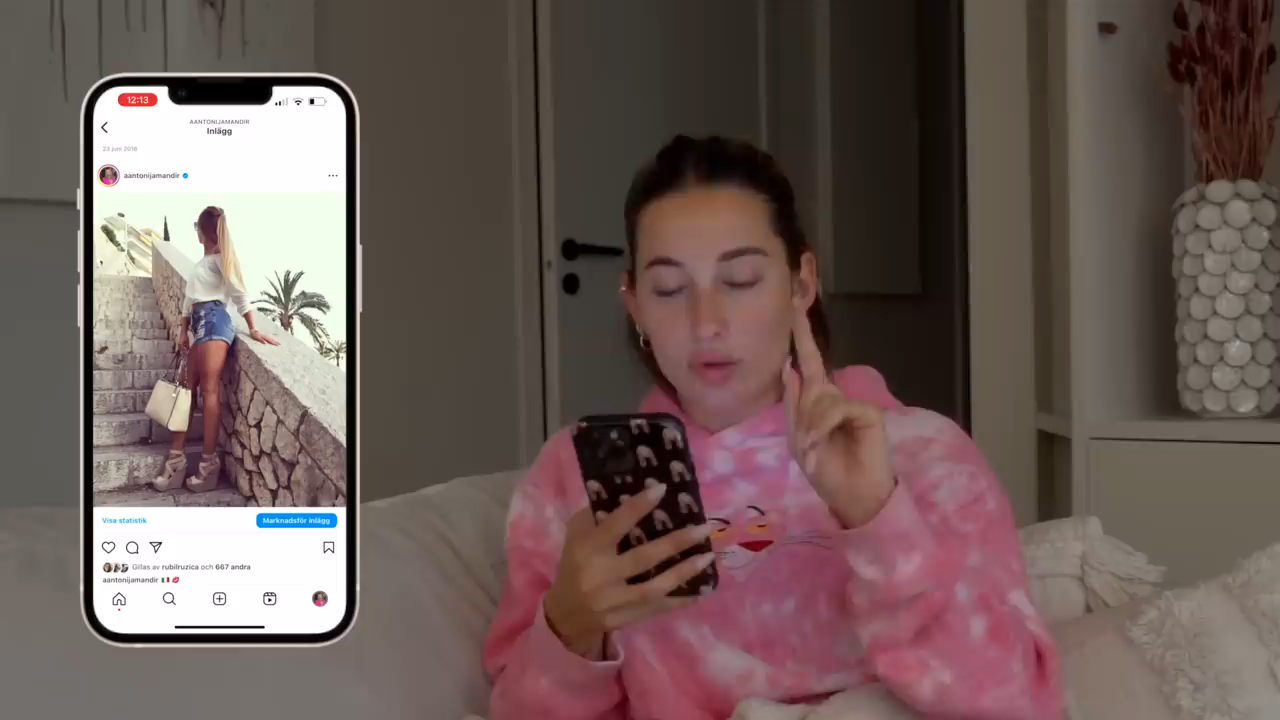 12:13
AANTONIJAMANDIR
Inlägg
23 juni 2016
aantonijamandir
Visa statistik
Marknadsför inlägg
Gillas av rubilruzica och 667 andra
aantonijamandir